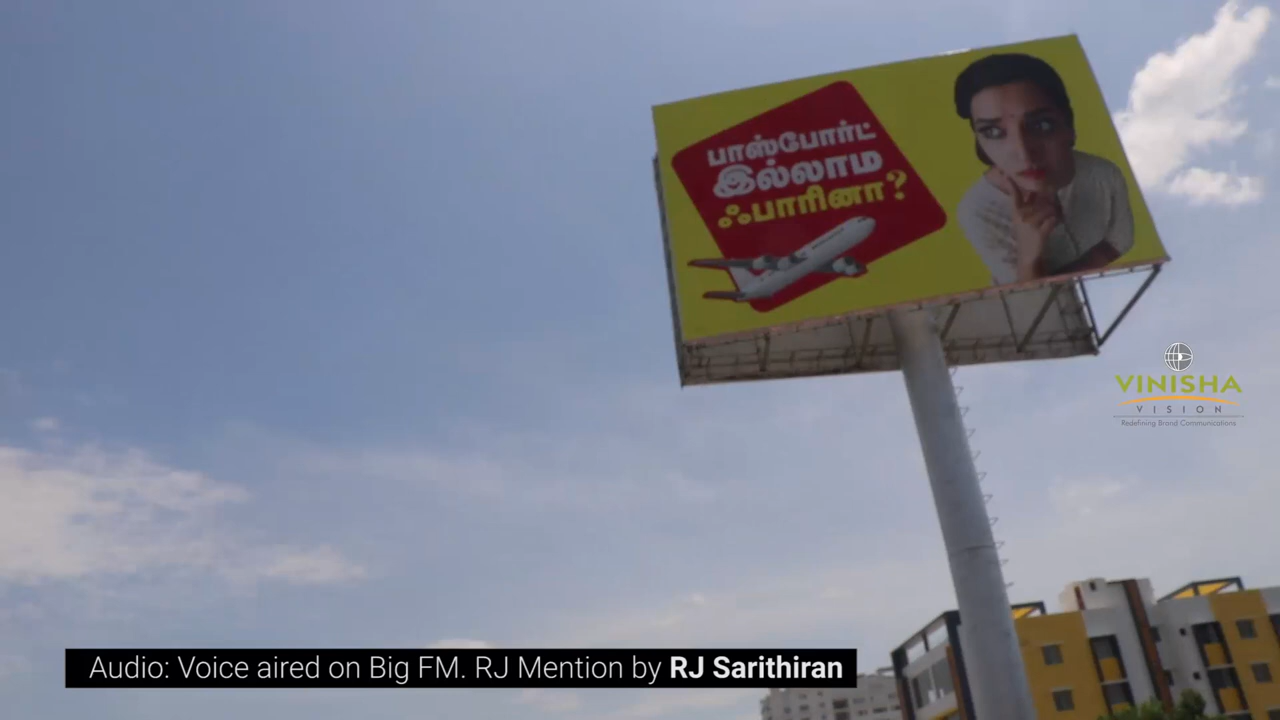 பாஸ்போர்ட்
இல்லாம
ஃபாரினா?
VINISHA
VISION
Redefining Brand Communications
Audio: Voice aired on Big FM. RJ Mention by RJ Sarithiran